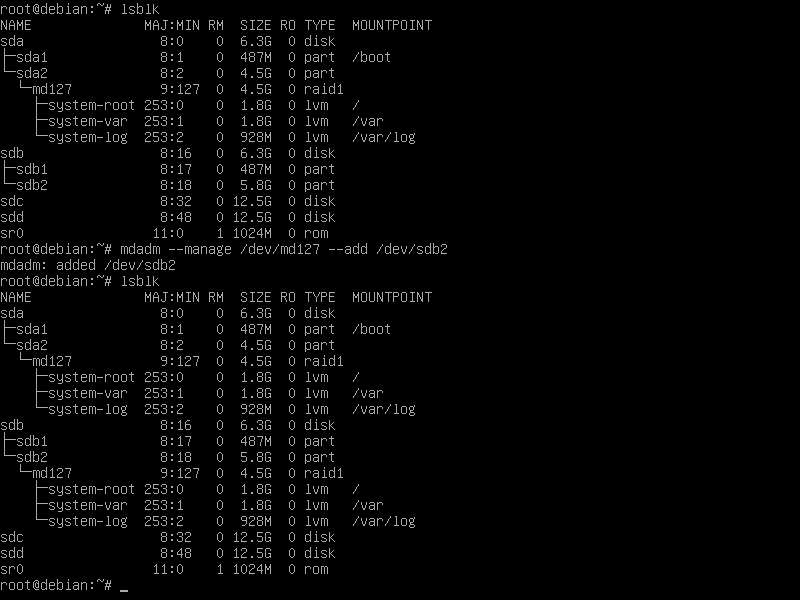 root@debian:~# lsblk
NAME              MAJ:MIN RM  SIZE RO TYPE  MOUNTPOINT
sda                 8:0    0  6.3G  0 disk
├─sda1              8:1    0  487M  0 part  /boot
└─sda2              8:2    0  4.5G  0 part
  └─md127           9:127  0  4.5G  0 raid1
    ├─system-root 253:0    0  1.8G  0 lvm   /
    ├─system-var  253:1    0  1.8G  0 lvm   /var
    └─system-log  253:2    0  928M  0 lvm   /var/log
sdb                 8:16   0  6.3G  0 disk
├─sdb1              8:17   0  487M  0 part
└─sdb2              8:18   0  5.8G  0 part
sdc                 8:32   0 12.5G  0 disk
sdd                 8:48   0 12.5G  0 disk
sr0                11:0    1 1024M  0 rom
root@debian:~# mdadm --manage /dev/md127 --add /dev/sdb2
mdadm: added /dev/sdb2
root@debian:~# lsblk
NAME              MAJ:MIN RM  SIZE RO TYPE  MOUNTPOINT
sda                 8:0    0  6.3G  0 disk
├─sda1              8:1    0  487M  0 part  /boot
└─sda2              8:2    0  4.5G  0 part
  └─md127           9:127  0  4.5G  0 raid1
    ├─system-root 253:0    0  1.8G  0 lvm   /
    ├─system-var  253:1    0  1.8G  0 lvm   /var
    └─system-log  253:2    0  928M  0 lvm   /var/log
sdb                 8:16   0  6.3G  0 disk
├─sdb1              8:17   0  487M  0 part
└─sdb2              8:18   0  5.8G  0 part
  └─md127           9:127  0  4.5G  0 raid1
    ├─system-root 253:0    0  1.8G  0 lvm   /
    ├─system-var  253:1    0  1.8G  0 lvm   /var
    └─system-log  253:2    0  928M  0 lvm   /var/log
sdc                 8:32   0 12.5G  0 disk
sdd                 8:48   0 12.5G  0 disk
sr0                11:0    1 1024M  0 rom
root@debian:~# _